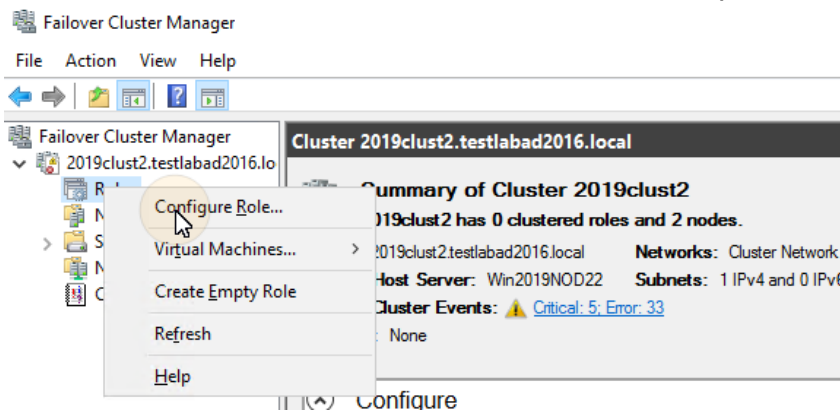 Failover Cluster Manager
File Action View Help
Failover Cluster Manager
2019clust2.testlabad2016.lo
Configure Role...
Virtual Machines...
Create Empty Role
Refresh
Help
Cluster 2019clust2.testlabad2016.local
Summary of Cluster 2019clust2
019clust2 has 0 clustered roles and 2 nodes.
2019clust2.testlabad2016.local Networks: Cluster Network
Host Server: Win2019NOD22 Subnets: 1 IPv4 and 0 IPv6
Cluster Events: Critical: 5; Error: 33
: None
Configure